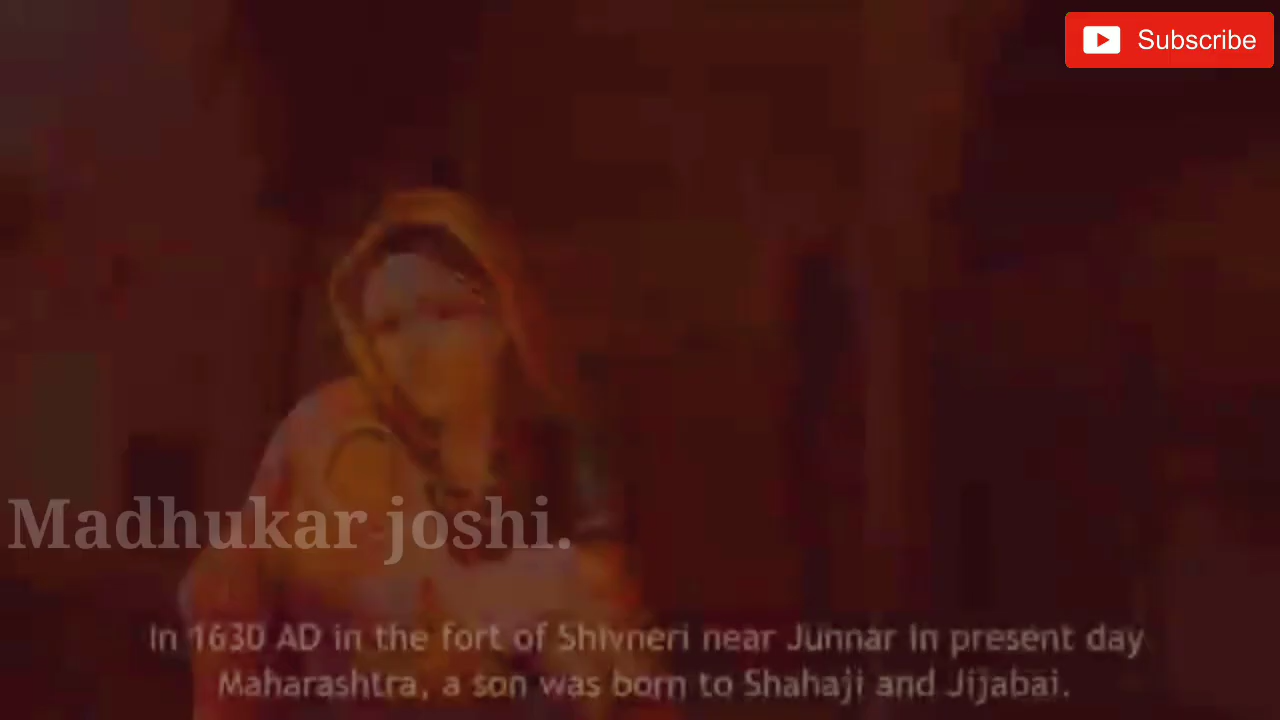 Subscribe
Madhukar joshi.
In 1630 AD in the fort of Shivneri near Junnar in present day
Maharashtra, a son was born to Shahaji and Jijabai.